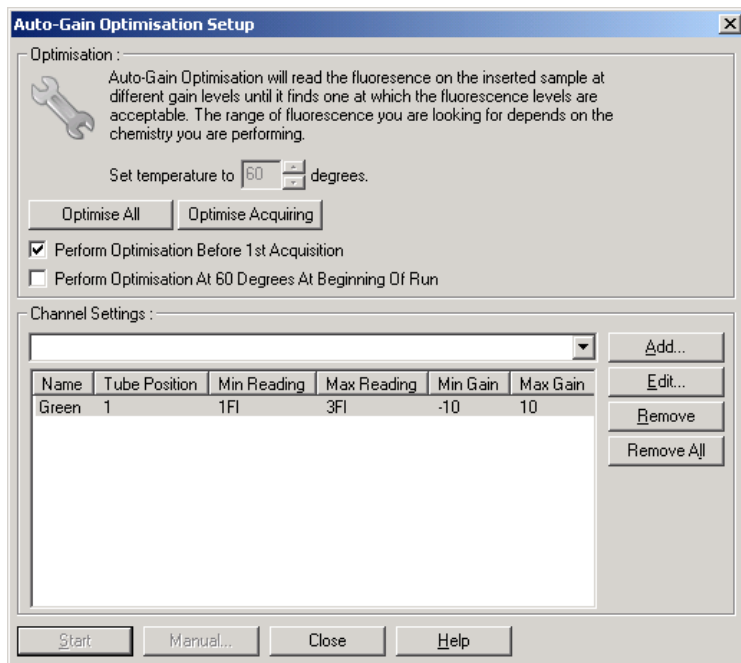 Auto-Gain Optimisation Setup
Optimisation :
Auto-Gain Optimisation will read the fluoresence on the inserted sample at
different gain levels until it finds one at which the fluorescence levels are
acceptable. The range of fluorescence you are looking for depends on the
chemistry you are performing.
Set temperature to 60 degrees.
Optimise All Optimise Acquiring
Perform Optimisation Before 1st Acquisition
Perform Optimisation At 60 Degrees At Beginning Of Run
Channel Settings :
Add...
Name Tube Position Min Reading Max Reading Min Gain Max Gain Edit...
Green 1 1Fl 3Fl -10 10
Remove
Remove All
Start Manual... Close Help